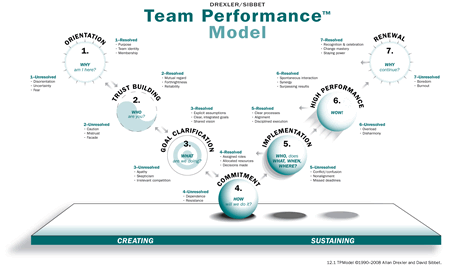 DREXLER/SIBBET
Team Performance™
Model
ORIENTATION
1.
WHY
am I here?
1–Resolved
• Purpose
• Team identity
• Membership
1–Unresolved
• Disorientation
• Uncertainty
• Fear
TRUST BUILDING
2.
WHO
are you?
2–Resolved
• Mutual regard
• Forthrightness
• Reliability
2–Unresolved
• Caution
• Mistrust
• Facade
GOAL CLARIFICATION
3.
WHAT
are we doing?
3–Resolved
• Explicit assumptions
• Clear, integrated goals
• Shared vision
3–Unresolved
• Apathy
• Skepticism
• Irrelevant competition
COMMITMENT
4.
HOW
will we do it?
4–Resolved
• Assigned roles
• Allocated resources
• Decisions made
4–Unresolved
• Dependence
• Resistance
IMPLEMENTATION
5.
WHO, does
WHAT, WHEN,
WHERE?
5–Resolved
• Clear processes
• Alignment
• Disciplined execution
5–Unresolved
• Conflict/confusion
• Nonalignment
• Missed deadlines
HIGH PERFORMANCE
6.
WOW!
6–Resolved
• Spontaneous interaction
• Synergy
• Surpassing results
6–Unresolved
• Overload
• Disharmony
RENEWAL
7.
WHY
continue?
7–Resolved
• Recognition & celebration
• Change mastery
• Staying power
7–Unresolved
• Boredom
• Burnout
CREATING
SUSTAINING
12.1 TPModel ©1990–2008 Allan Drexler and David Sibbet.